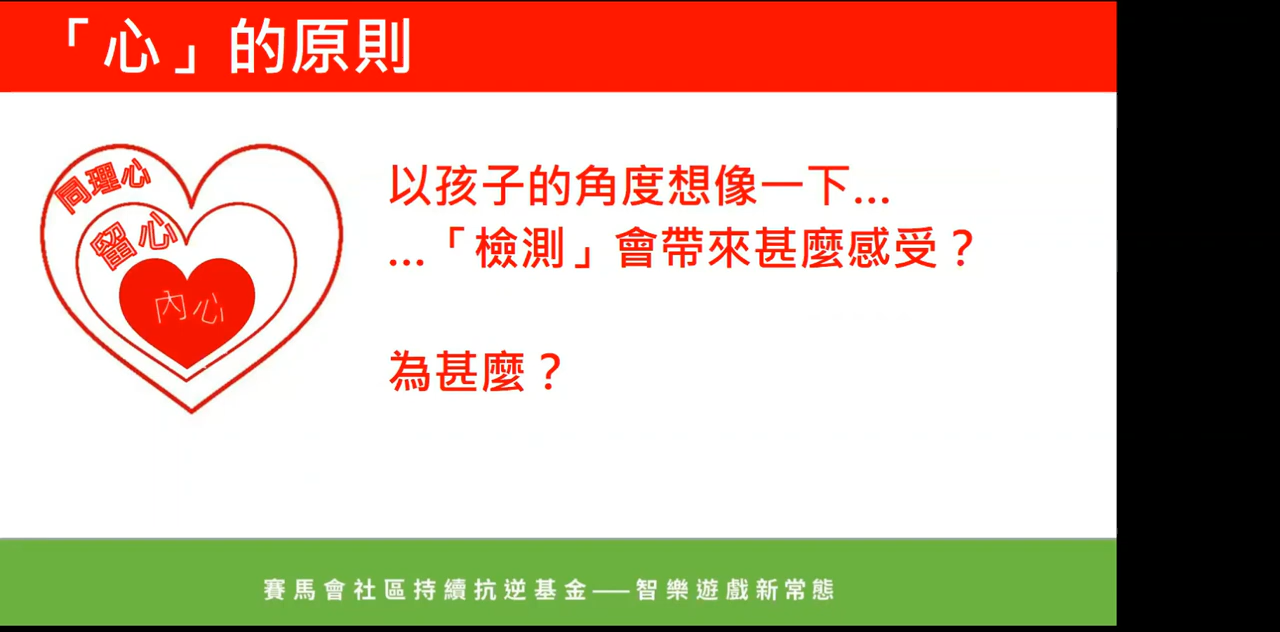 「心」的原則
同理心
留心
內心
以孩子的角度想像一下...
...「檢測」會帶來甚麼感受？
為甚麼？
賽馬會社區持續抗逆基金——智樂遊戲新常態